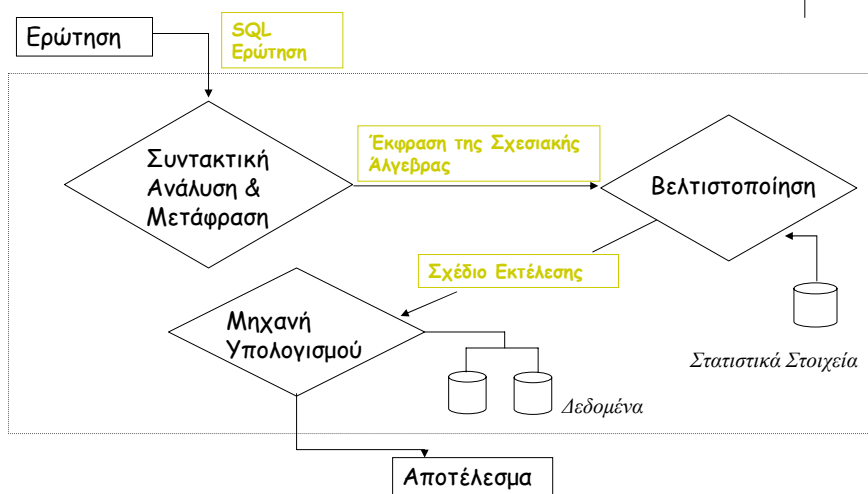 Ερώτηση
SQL
Ερώτηση
Συντακτική
Ανάλυση &
Μετάφραση
Έκφραση της Σχεσιακής
Άλγεβρας
Βελτιστοποίηση
Σχέδιο Εκτέλεσης
Μηχανή
Υπολογισμού
Στατιστικά Στοιχεία
Δεδομένα
Αποτέλεσμα